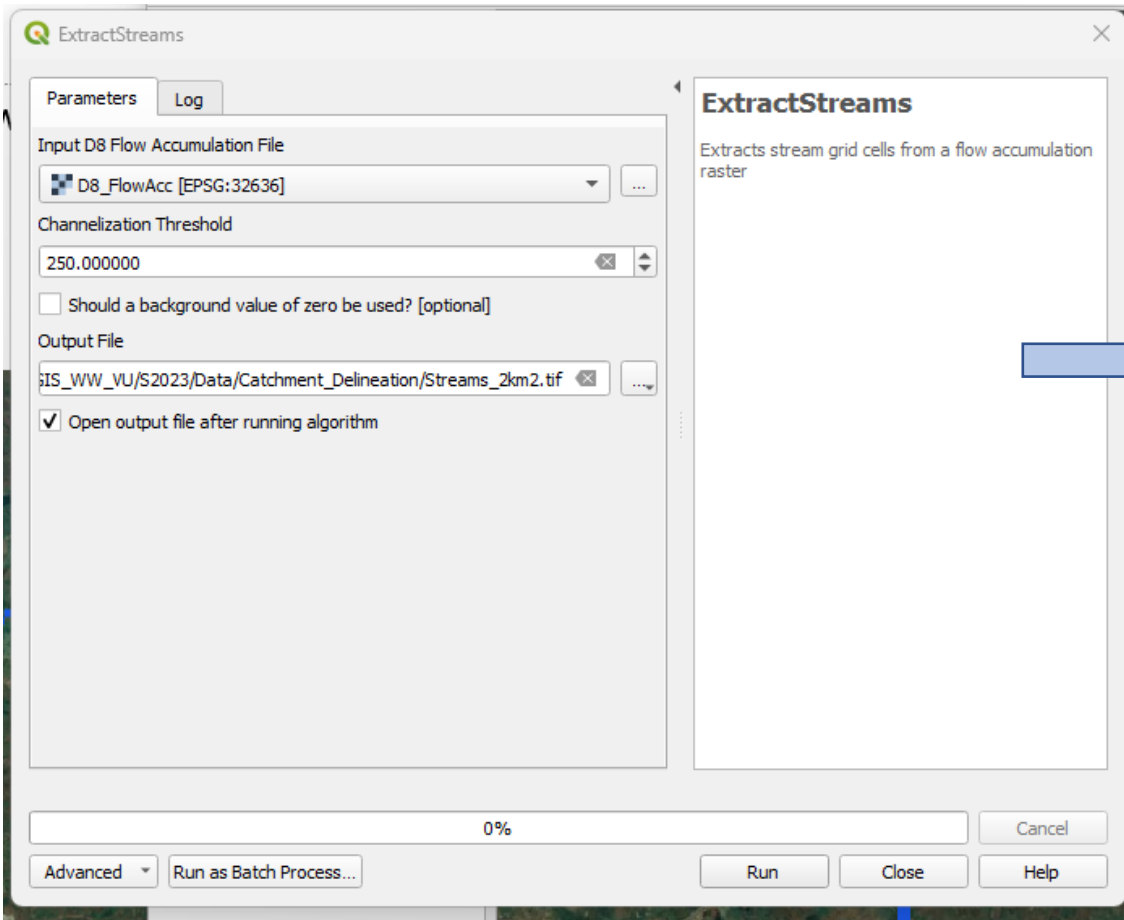 ExtractStreams
Parameters
Log
Input D8 Flow Accumulation File
D8_FlowAcc [EPSG:32636]
...
Channelization Threshold
250.000000
Should a background value of zero be used? [optional]
Output File
GIS_WW_VU/S2023/Data/Catchment_Delineation/Streams_2km2.tif
...
Open output file after running algorithm
ExtractStreams
Extracts stream grid cells from a flow accumulation
raster
0%
Cancel
Advanced
Run as Batch Process...
Run
Close
Help